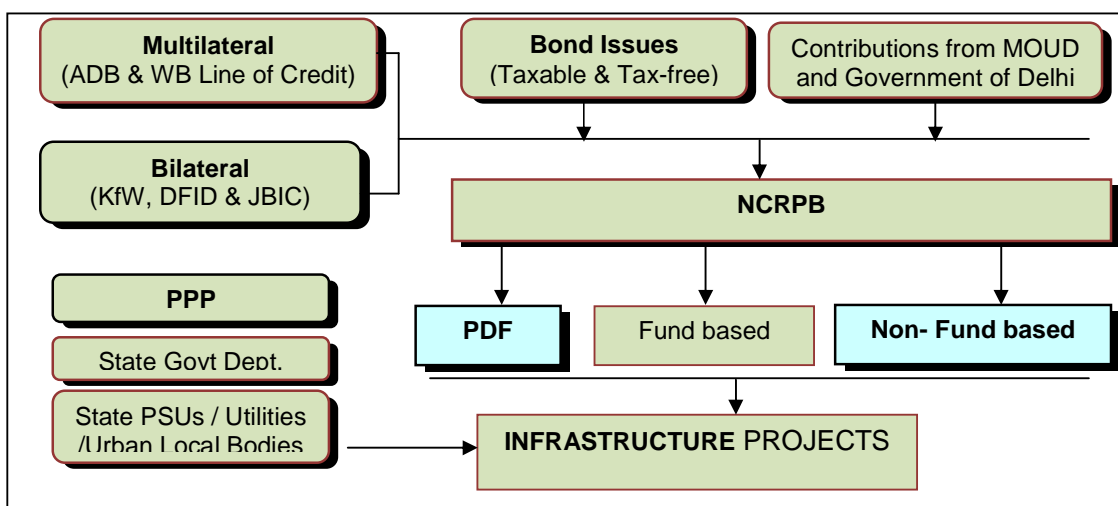 Multilateral
(ADB & WB Line of Credit)
Bond Issues
(Taxable & Tax-free)
Contributions from MOUD
and Government of Delhi
Bilateral
(KfW, DFID & JBIC)
NCRPB
PPP
PDF
Fund based
Non- Fund based
State Govt Dept.
State PSUs / Utilities
/Urban Local Bodies
INFRASTRUCTURE PROJECTS